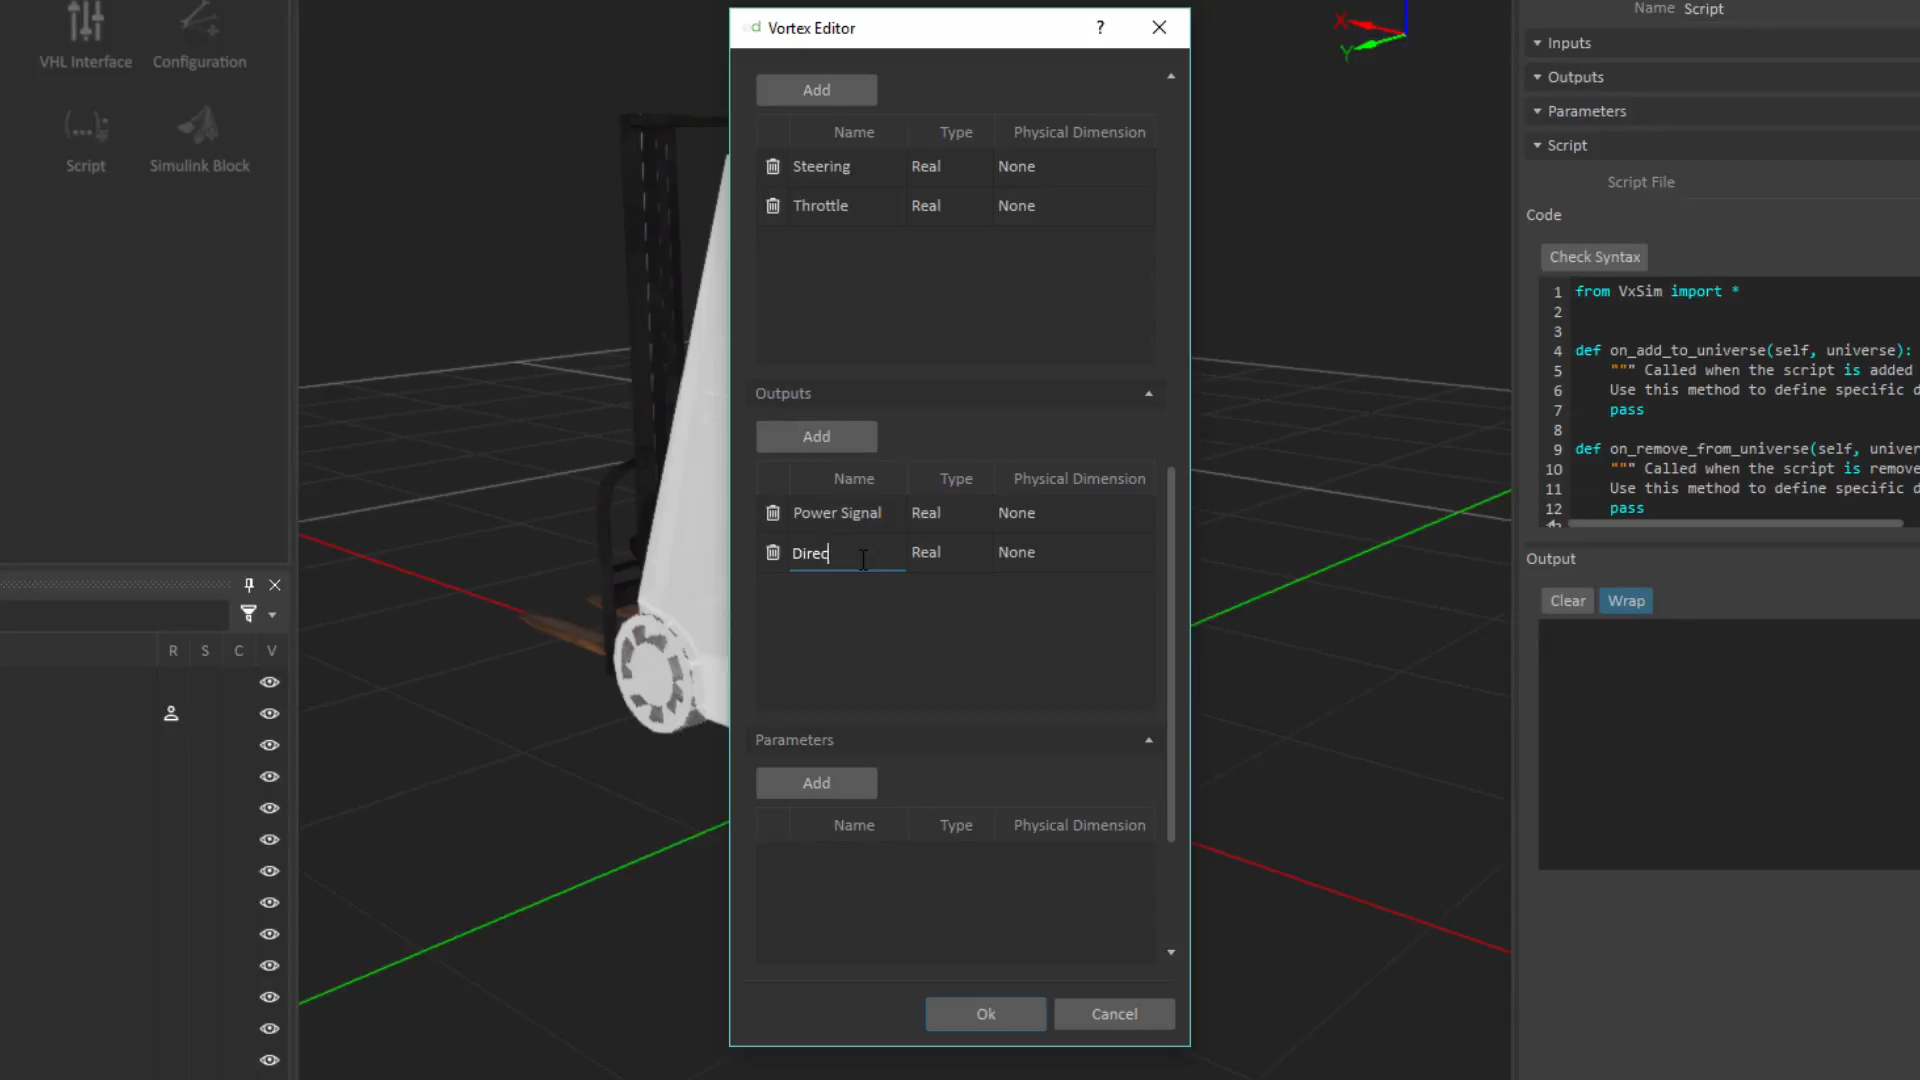 VHL Interface
Configuration
Script
Simulink Block
R S C V
X
Y
Vortex Editor ?
Add
Name Type Physical Dimension
Steering Real None
Throttle Real None
Outputs
Add
Name Type Physical Dimension
Power Signal Real None
Direc Real None
Parameters
Add
Name Type Physical Dimension
Ok Cancel
Name Script
Inputs
Outputs
Parameters
Script
Script File
Code
Check Syntax
1 from VxSim import *
2
3
4 def on_add_to_universe(self, universe):
5 """ Called when the script is added
6 Use this method to define specific d
7 pass
8
9 def on_remove_from_universe(self, univer
10 """ Called when the script is remove
11 Use this method to define specific d
12 pass
Output
Clear Wrap